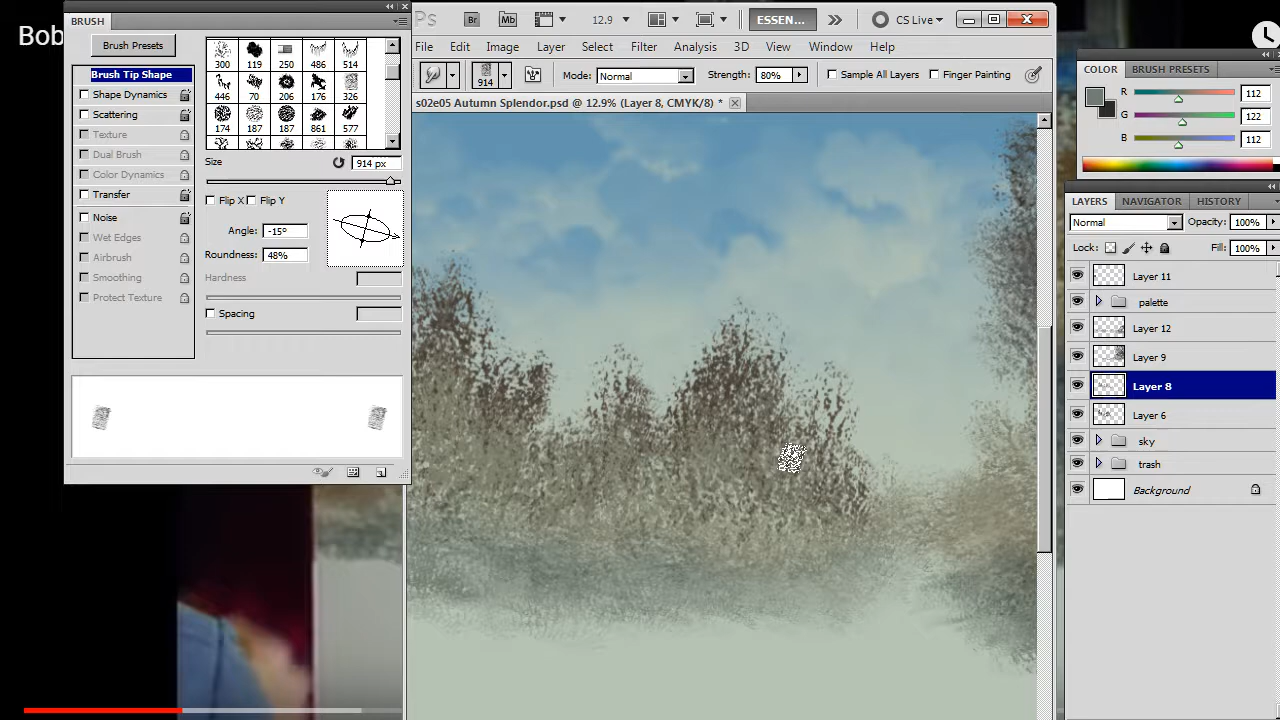 Bob
BRUSH
Brush Presets
Brush Tip Shape
Shape Dynamics
Scattering
Texture
Dual Brush
Color Dynamics
Transfer
Noise
Wet Edges
Airbrush
Smoothing
Protect Texture
300 119 250 486 514
446 70 206 176 326
174 187 187 861 577
Size 914 px
Flip X Flip Y
Angle: -15º
Roundness: 48%
Hardness
Spacing
Ps Br Mb 12.9 ESSEN... CS Live
File Edit Image Layer Select Filter Analysis 3D View Window Help
914 Mode: Normal Strength: 80% Sample All Layers Finger Painting
s02e05 Autumn Splendor.psd @ 12.9% (Layer 8, CMYK/8) *
COLOR BRUSH PRESETS
R 112
G 122
B 112
LAYERS NAVIGATOR HISTORY
Normal Opacity: 100%
Lock: Fill: 100%
Layer 11
palette
Layer 12
Layer 9
Layer 8
Layer 6
sky
trash
Background